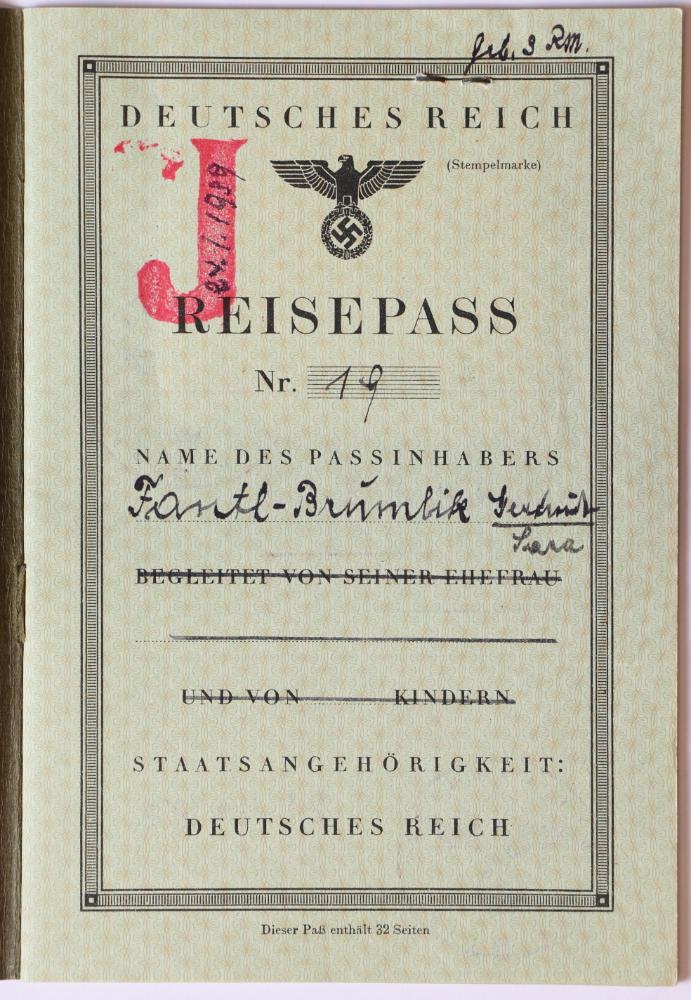 Geb. 3 RM.
DEUTSCHES REICH
J
(Stempelmarke)
REISEPASS
Nr. 19
NAME DES PASSINHABERS
Fantl-Brumlik Gertrude
Sara
BEGLEITET VON SEINER EHEFRAU
UND VON KINDERN
STAATSANGEHÖRIGKEIT:
DEUTSCHES REICH
Dieser Paß enthält 32 Seiten